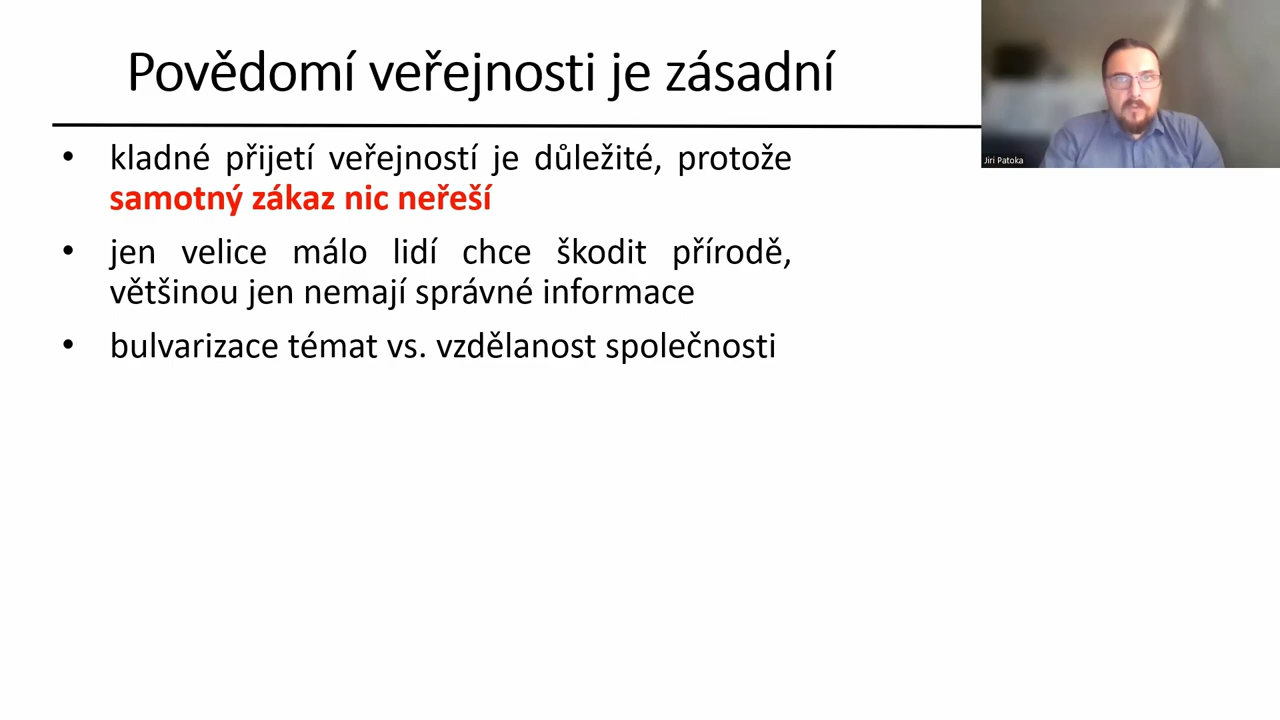 Povědomí veřejnosti je zásadní
• kladné přijetí veřejností je důležité, protože
samotný zákaz nic neřeší
• jen velice málo lidí chce škodit přírodě,
většinou jen nemají správné informace
• bulvarizace témat vs. vzdělanost společnosti
Jiri Patoka